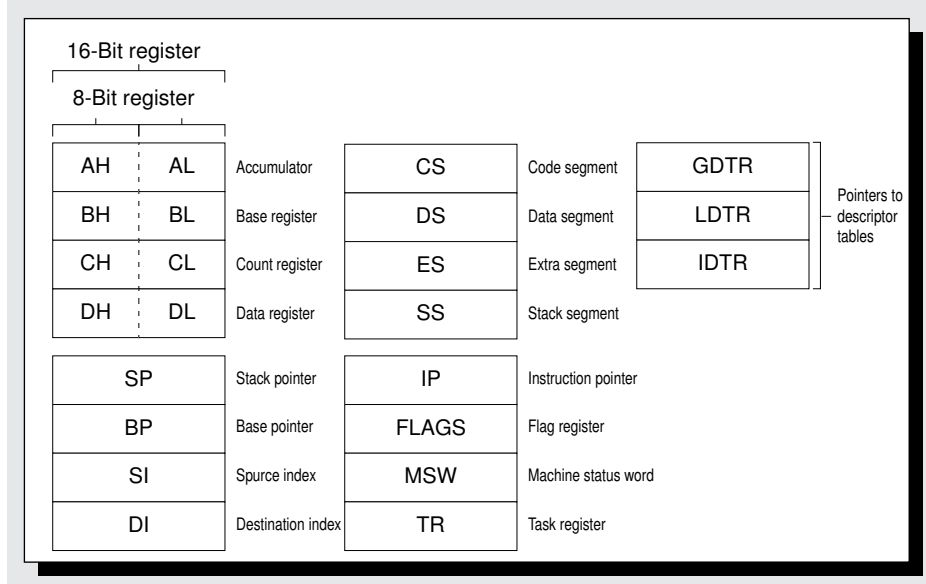 16-Bit register
8-Bit register
AH AL Accumulator CS Code segment GDTR
BH BL Base register DS Data segment LDTR
CH CL Count register ES Extra segment IDTR
Pointers to
descriptor
tables
DH DL Data register SS Stack segment
SP Stack pointer IP Instruction pointer
BP Base pointer FLAGS Flag register
SI Spurce index MSW Machine status word
DI Destination index TR Task register